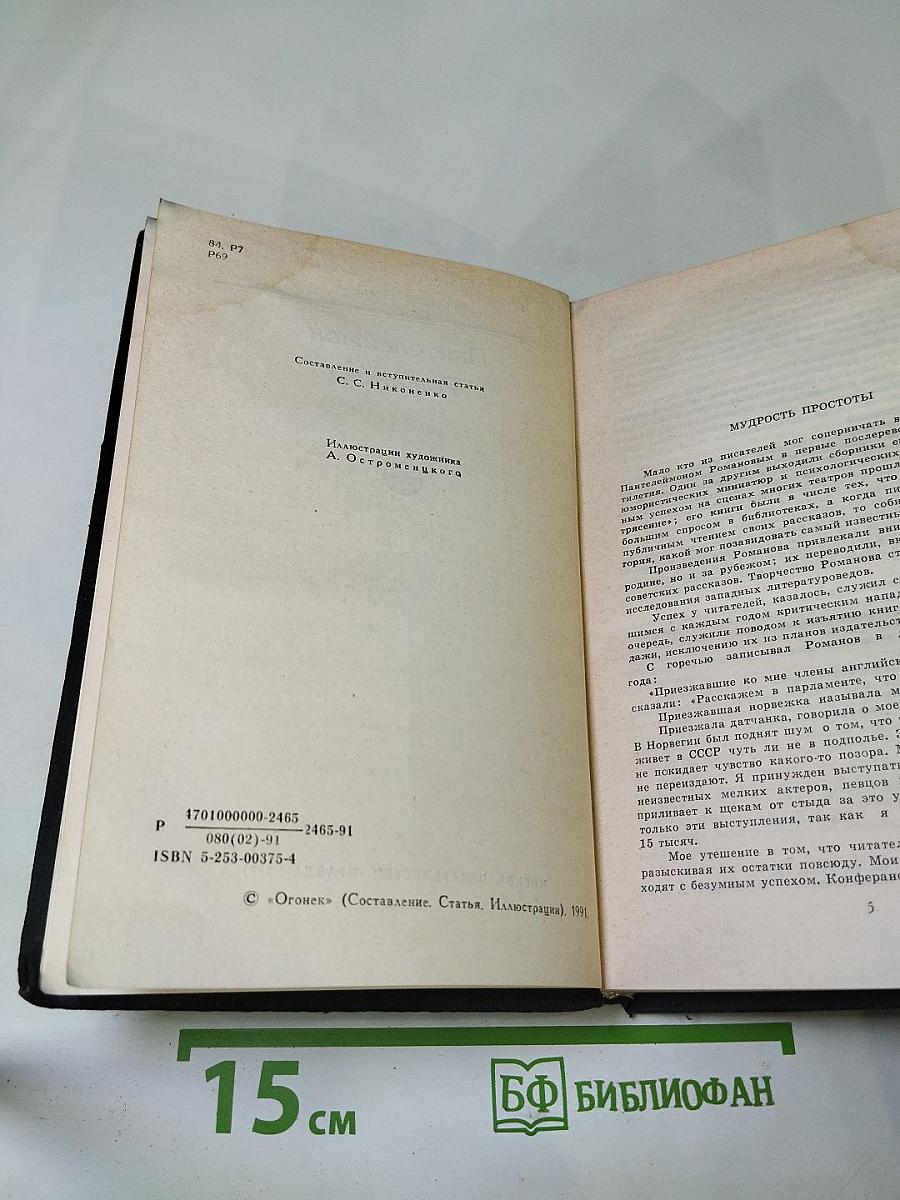 84. Р7
Р69
Составление и вступительная статья
С. С. Никоненко
Иллюстрации художника
А. Остроменцкого
Р 4701000000-2465
080(02)-91
2465-91
ISBN 5-253-00375-4
© «Огонек» (Составление. Статья. Иллюстрации). 1991.
МУДРОСТЬ ПРОСТОТЫ
Мало кто из писателей мог соперничать в
Пантелеймоном Романовым в первые послерево
тилетия. Один за другим выходили сборники е
юмористических миниатюр и психологических
ным успехом на сценах многих театров прошл
трясение»; его книги были в числе тех, что
большим спросом в библиотеках, а когда пи
публичным чтением своих рассказов, то соби
тория, какой мог позавидовать самый известны
Произведения Романова привлекали вни
родине, но и за рубежом; их переводили, вк
советских рассказов. Творчество Романова ст
исследования западных литературоведов.
Успех у читателей, казалось, служил с
шимся с каждым годом критическим напад
очередь, служили поводом к изъятию книг
дажи, исключению их из планов издательст
С горечью записывал Романов в
года:
«Приезжавшие ко мне члены английск
сказали: «Расскажем в парламенте, что
Приезжавшая норвежка называла м
Приезжала датчанка, говорила о мое
В Норвегии был поднят шум о том, что
живет в СССР чуть ли не в подполье. Э
не покидает чувство какого-то позора. М
не переиздают. Я принужден выступат
неизвестных мелких актеров, певцов
приливает к щекам от стыда за это у
только эти выступления, так как я
15 тысяч.
Мое утешение в том, что читател
разыскивая их остатки повсюду. Мои
ходят с безумным успехом. Конферанс
5
15 см
БФ БИБЛИОФАН